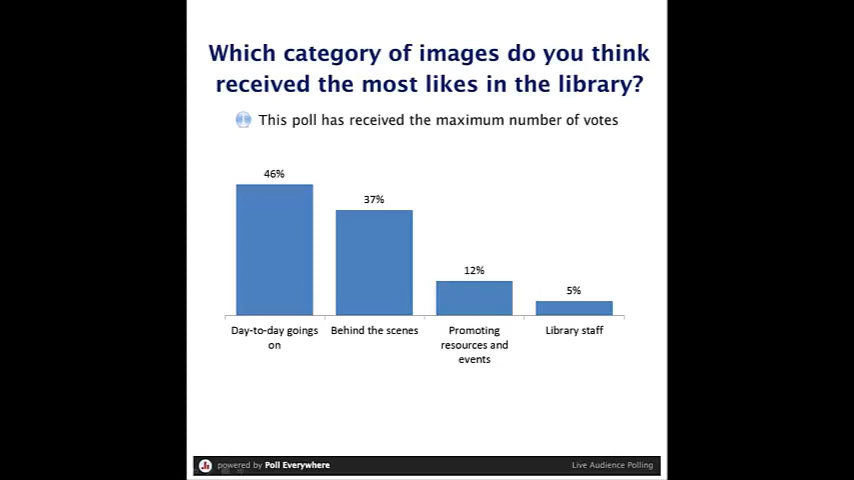 Which category of images do you think
received the most likes in the library?
This poll has received the maximum number of votes
46%
37%
12%
5%
Day-to-day goings
on
Behind the scenes
Promoting
resources and
events
Library staff
powered by Poll Everywhere
Live Audience Polling